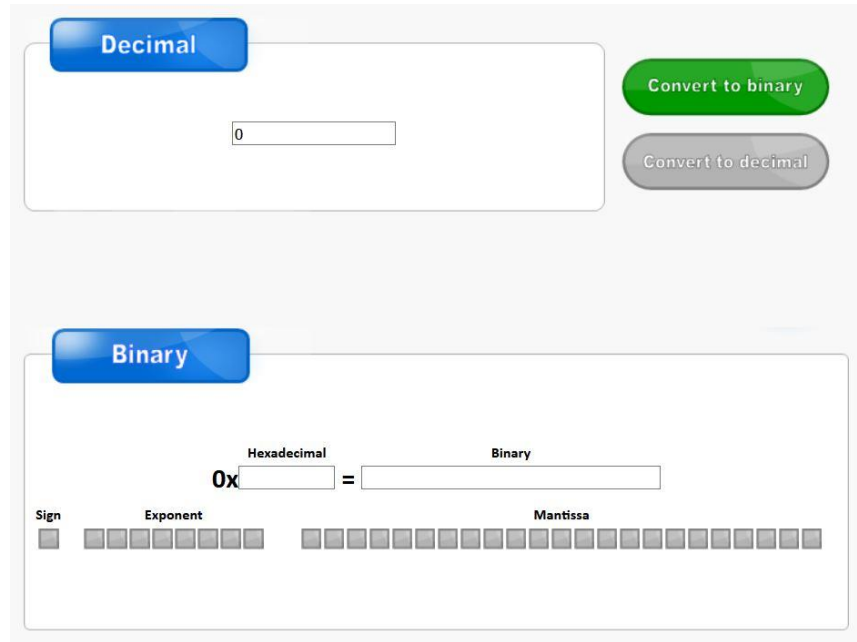 Decimal
Convert to binary
0
Convert to decimal
Binary
Hexadecimal Binary
0x =
Sign Exponent Mantissa